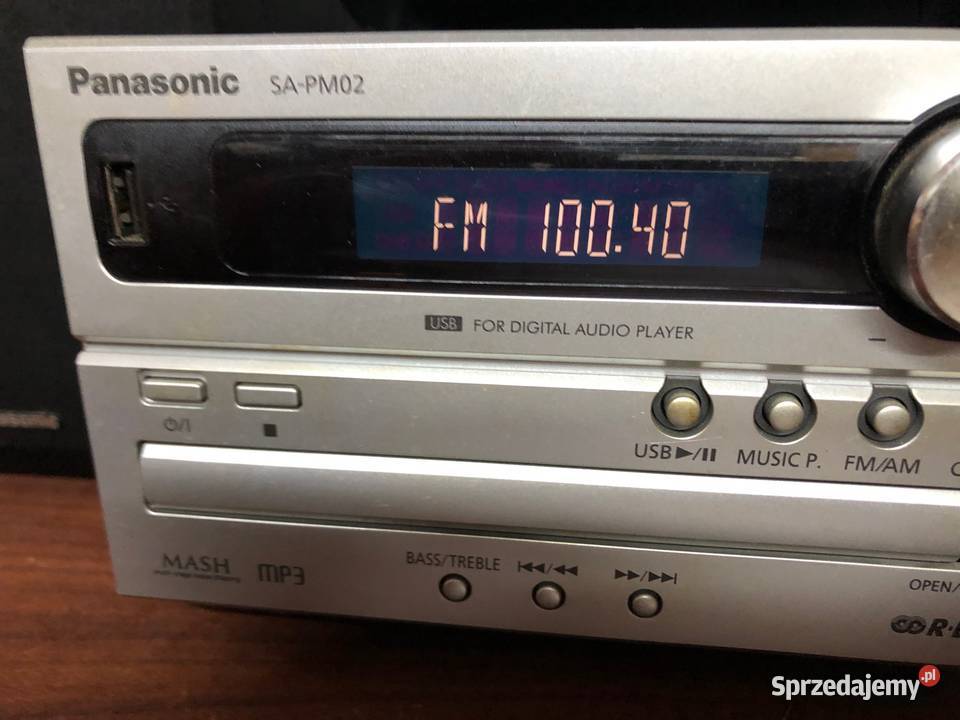 Panasonic SA-PM02
FM 100.40
USB FOR DIGITAL AUDIO PLAYER
−
⏻/I ■
USB ▶/II MUSIC P. FM/AM C
MASH
MP3
BASS/TREBLE I◀◀/◀◀ ▶▶/▶▶I
OPEN/
R·E
Sprzedajemy.pl